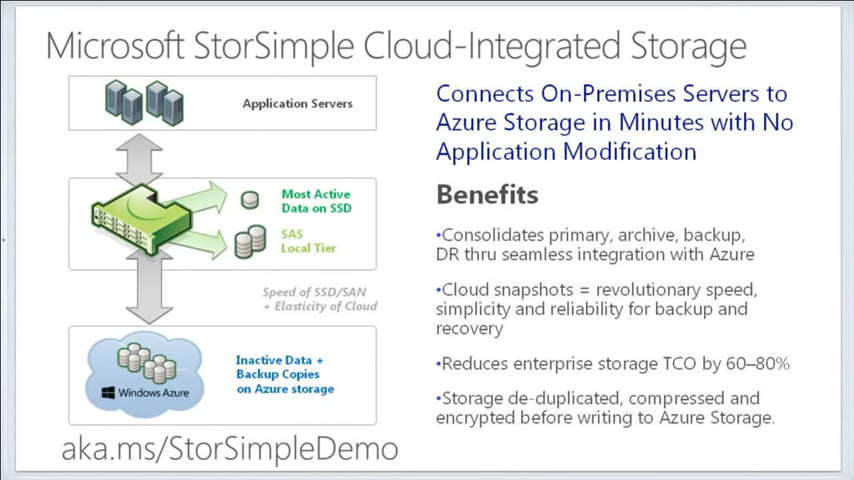 Microsoft StorSimple Cloud-Integrated Storage
Application Servers
Most Active
Data on SSD
SAS
Local Tier
Speed of SSD/SAN
+ Elasticity of Cloud
Windows Azure
Inactive Data +
Backup Copies
on Azure storage
aka.ms/StorSimpleDemo
Connects On-Premises Servers to
Azure Storage in Minutes with No
Application Modification
Benefits
•Consolidates primary, archive, backup,
DR thru seamless integration with Azure
•Cloud snapshots = revolutionary speed,
simplicity and reliability for backup and
recovery
•Reduces enterprise storage TCO by 60–80%
•Storage de-duplicated, compressed and
encrypted before writing to Azure Storage.